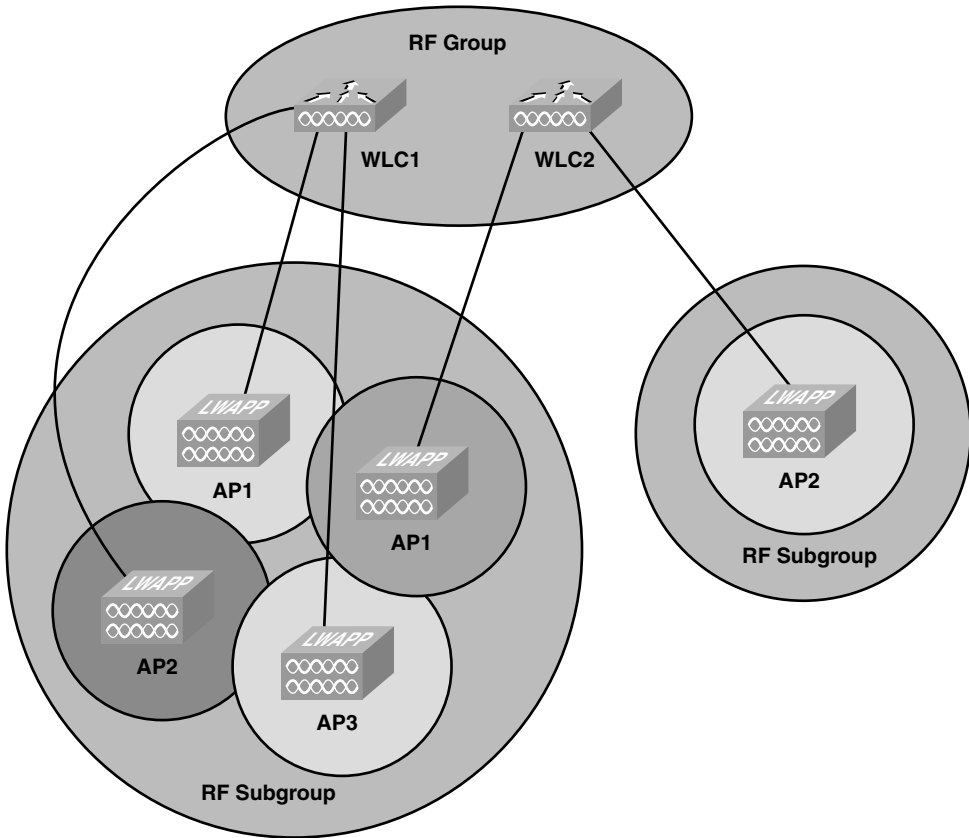 RF Group
WLC1
WLC2
LWAPP
AP1
LWAPP
AP1
LWAPP
AP2
RF Subgroup
LWAPP
AP2
LWAPP
AP3
RF Subgroup